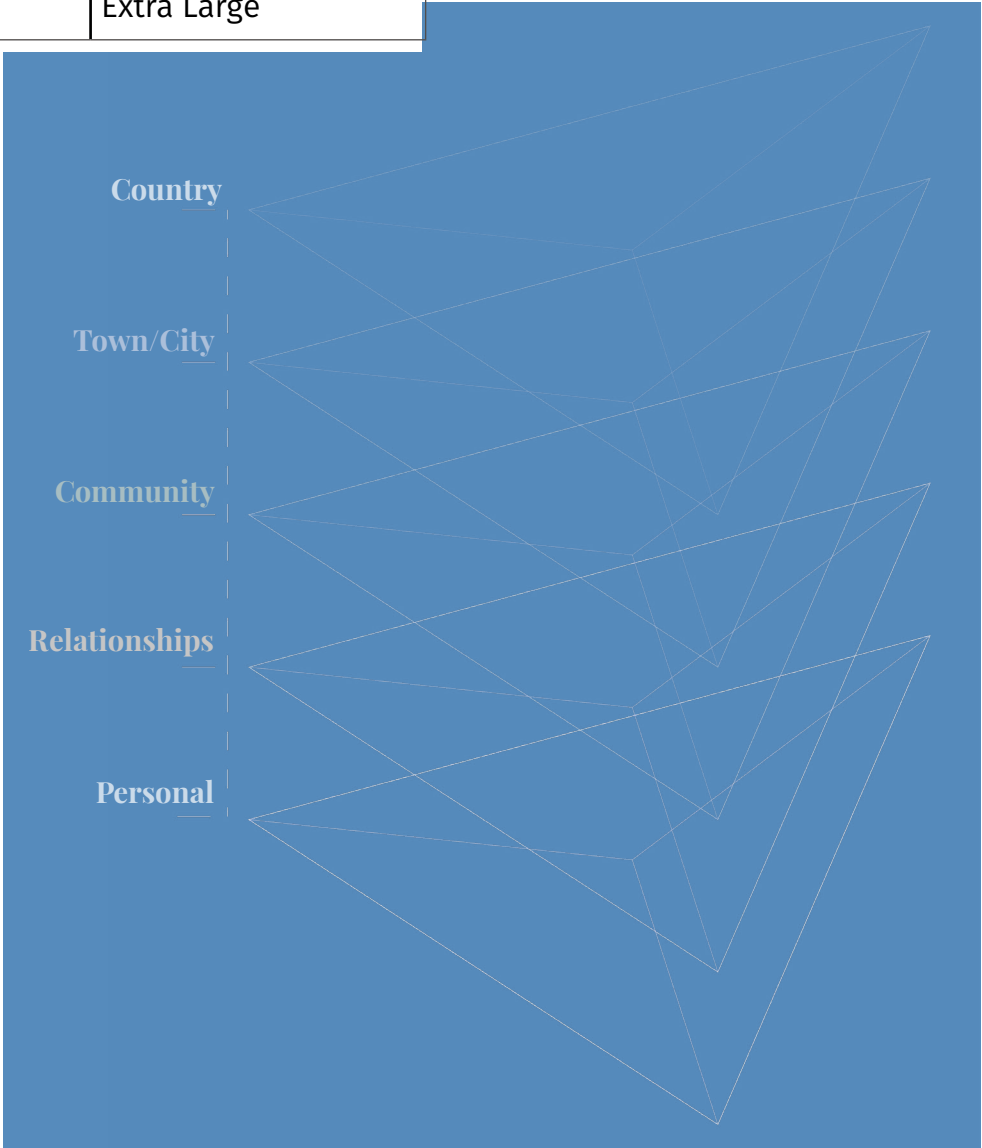 Extra Large
Country
Town/City
Community
Relationships
Personal